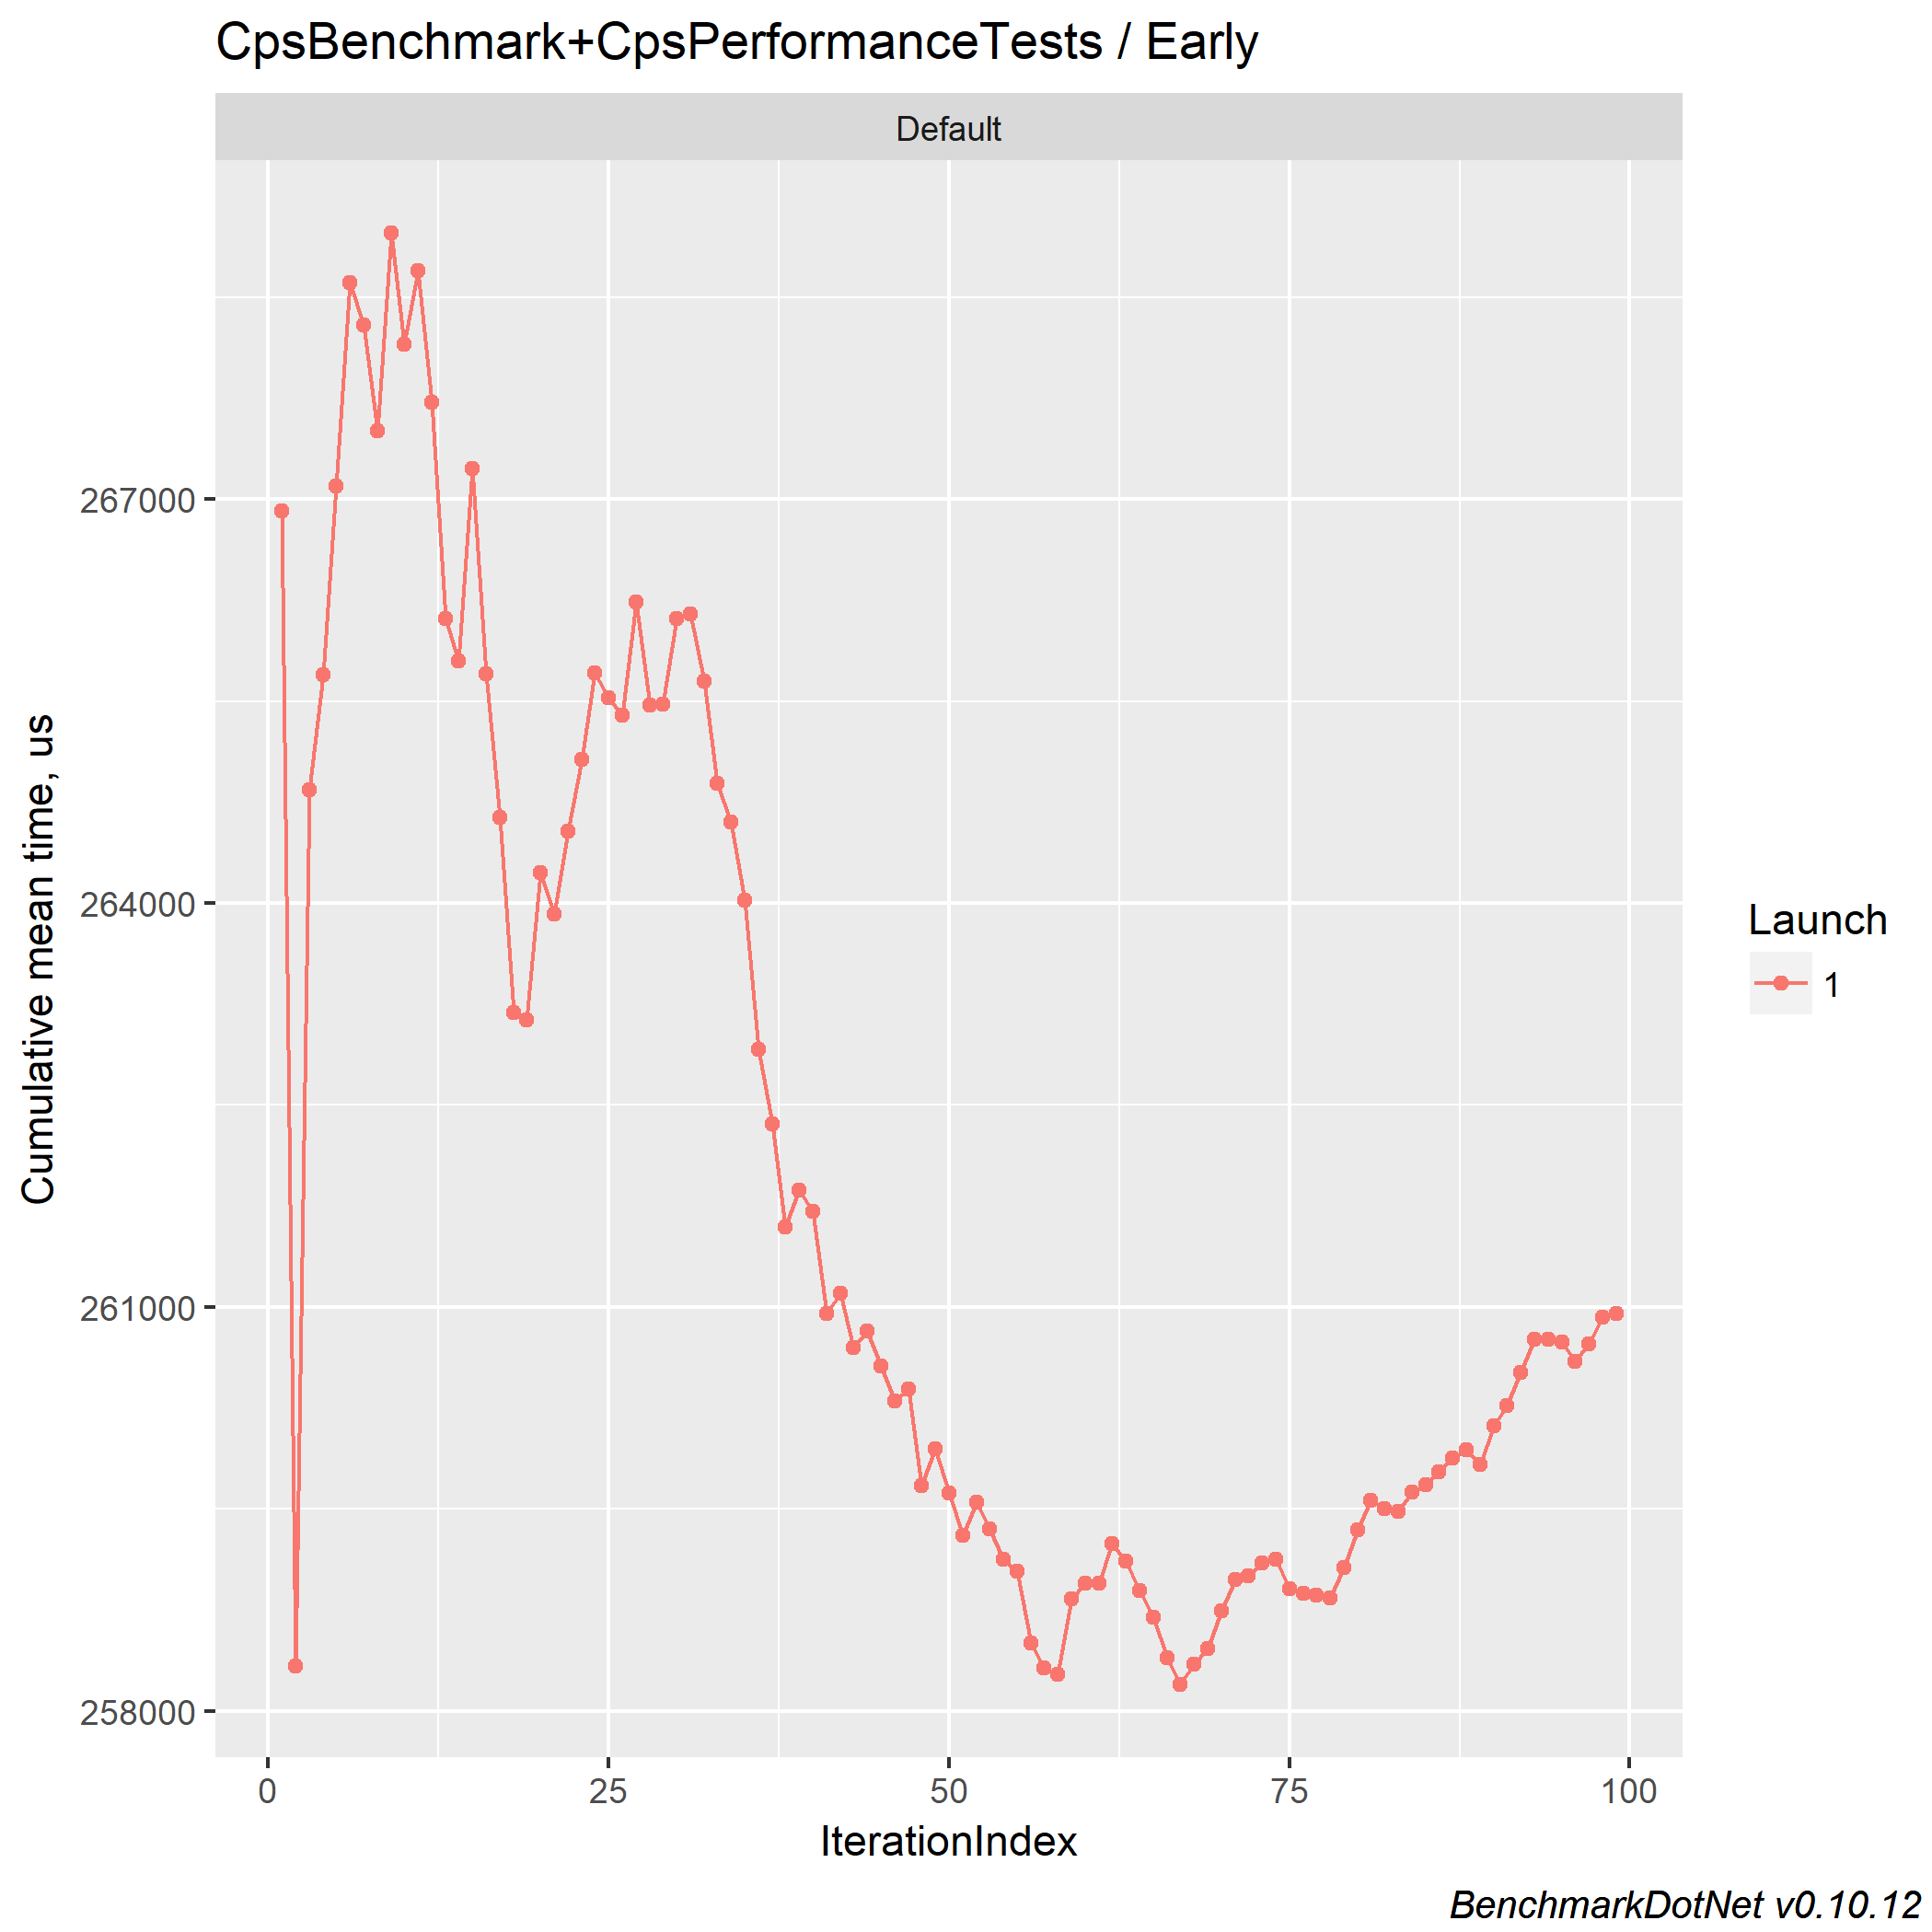 CpsBenchmark+CpsPerformanceTests / Early
Default
Cumulative mean time, us
267000
264000
261000
258000
0 25 50 75 100
IterationIndex
Launch
1
BenchmarkDotNet v0.10.12